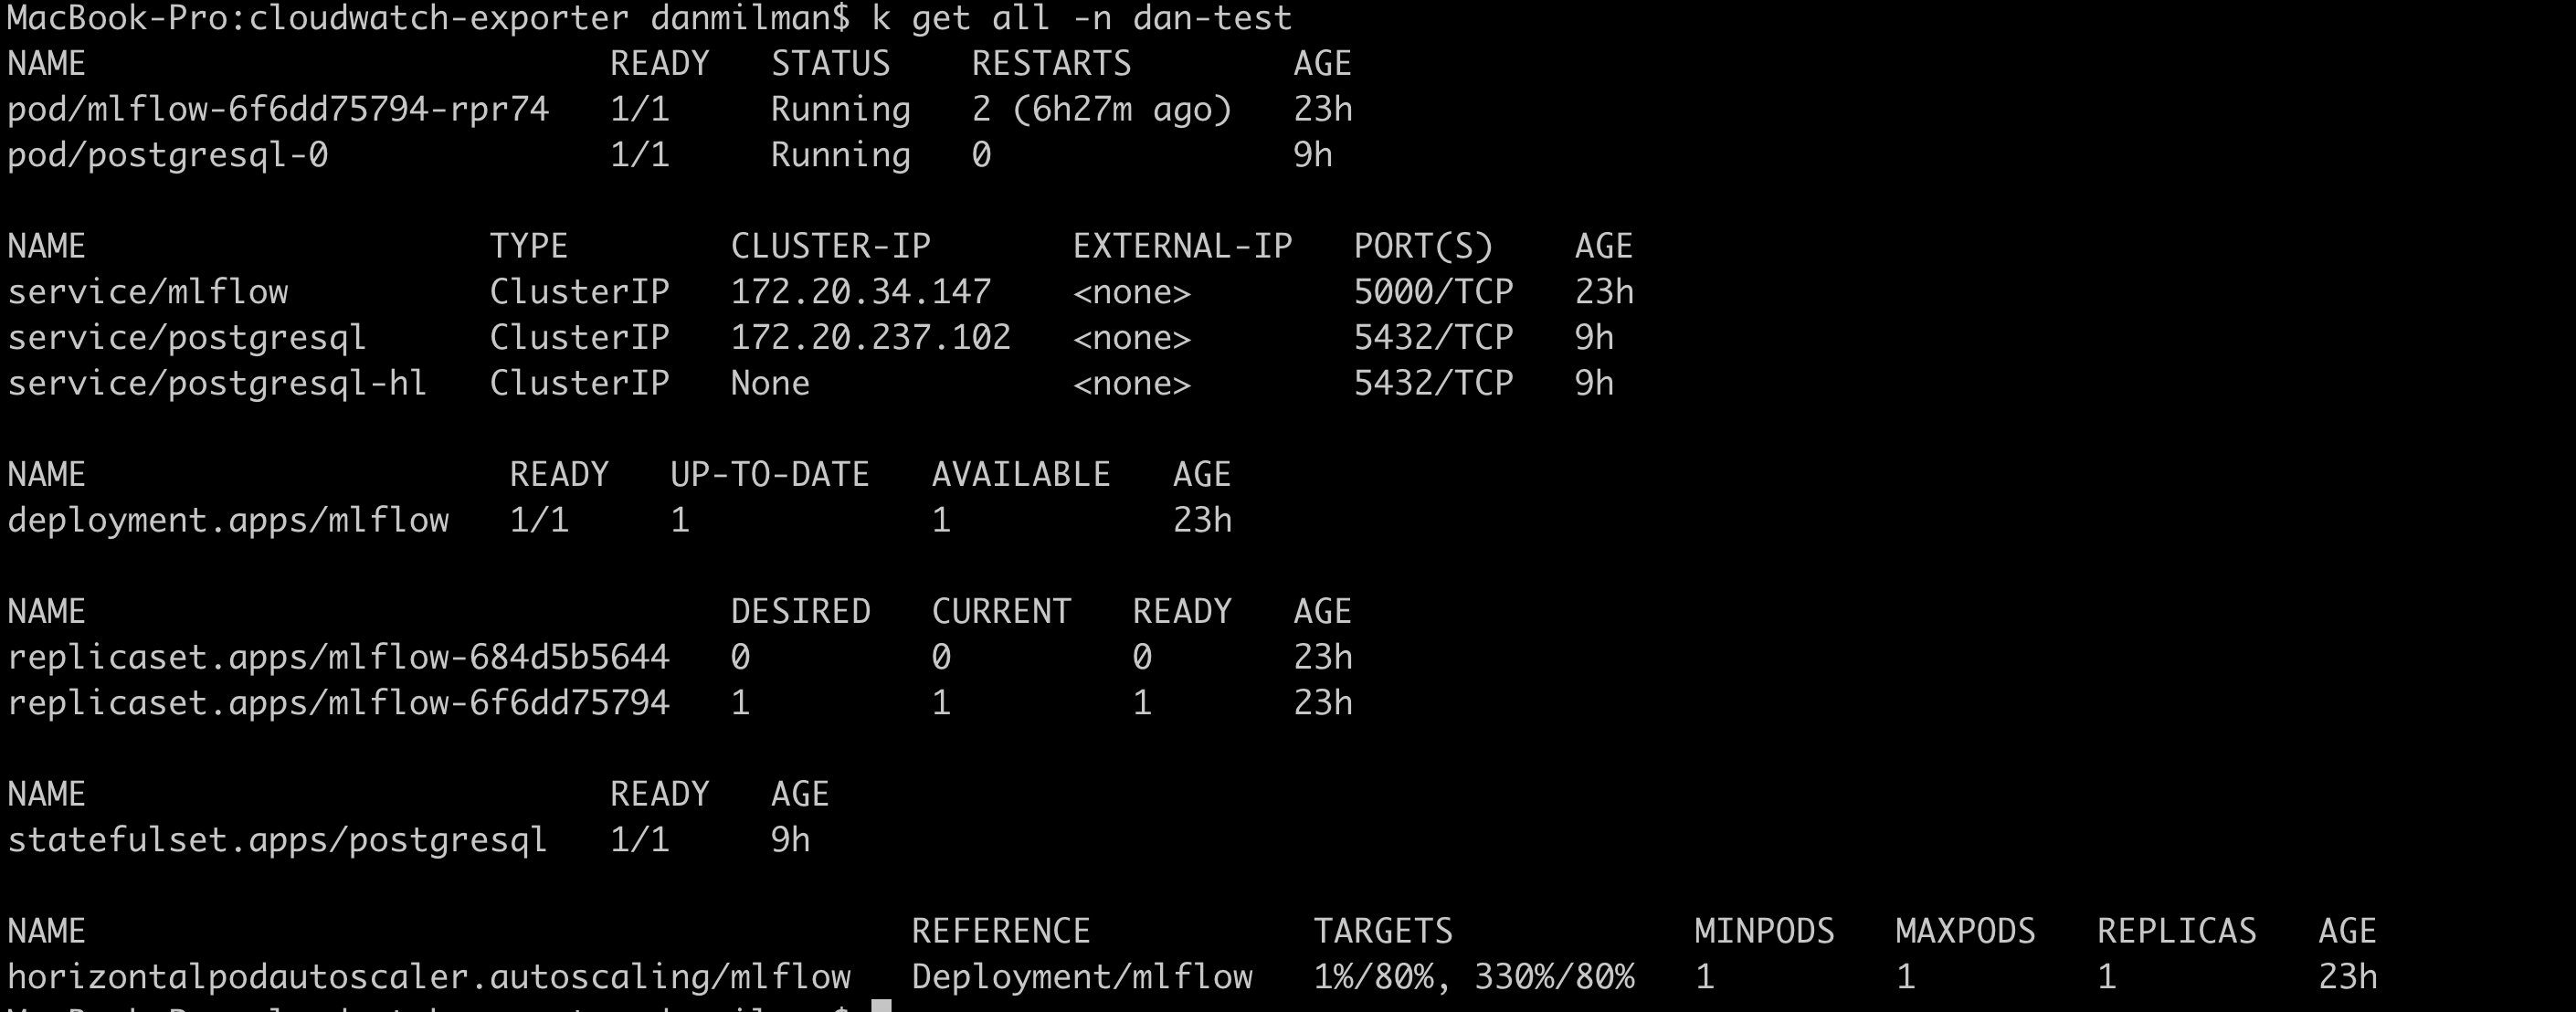 MacBook-Pro:cloudwatch-exporter danmilman$ k get all -n dan-test
NAME READY STATUS RESTARTS AGE
pod/mlflow-6f6dd75794-rpr74 1/1 Running 2 (6h27m ago) 23h
pod/postgresql-0 1/1 Running 0 9h
NAME TYPE CLUSTER-IP EXTERNAL-IP PORT(S) AGE
service/mlflow ClusterIP 172.20.34.147 <none> 5000/TCP 23h
service/postgresql ClusterIP 172.20.237.102 <none> 5432/TCP 9h
service/postgresql-hl ClusterIP None <none> 5432/TCP 9h
NAME READY UP-TO-DATE AVAILABLE AGE
deployment.apps/mlflow 1/1 1 1 23h
NAME DESIRED CURRENT READY AGE
replicaset.apps/mlflow-684d5b5644 0 0 0 23h
replicaset.apps/mlflow-6f6dd75794 1 1 1 23h
NAME READY AGE
statefulset.apps/postgresql 1/1 9h
NAME REFERENCE TARGETS MINPODS MAXPODS REPLICAS AGE
horizontalpodautoscaler.autoscaling/mlflow Deployment/mlflow 1%/80%, 330%/80% 1 1 1 23h